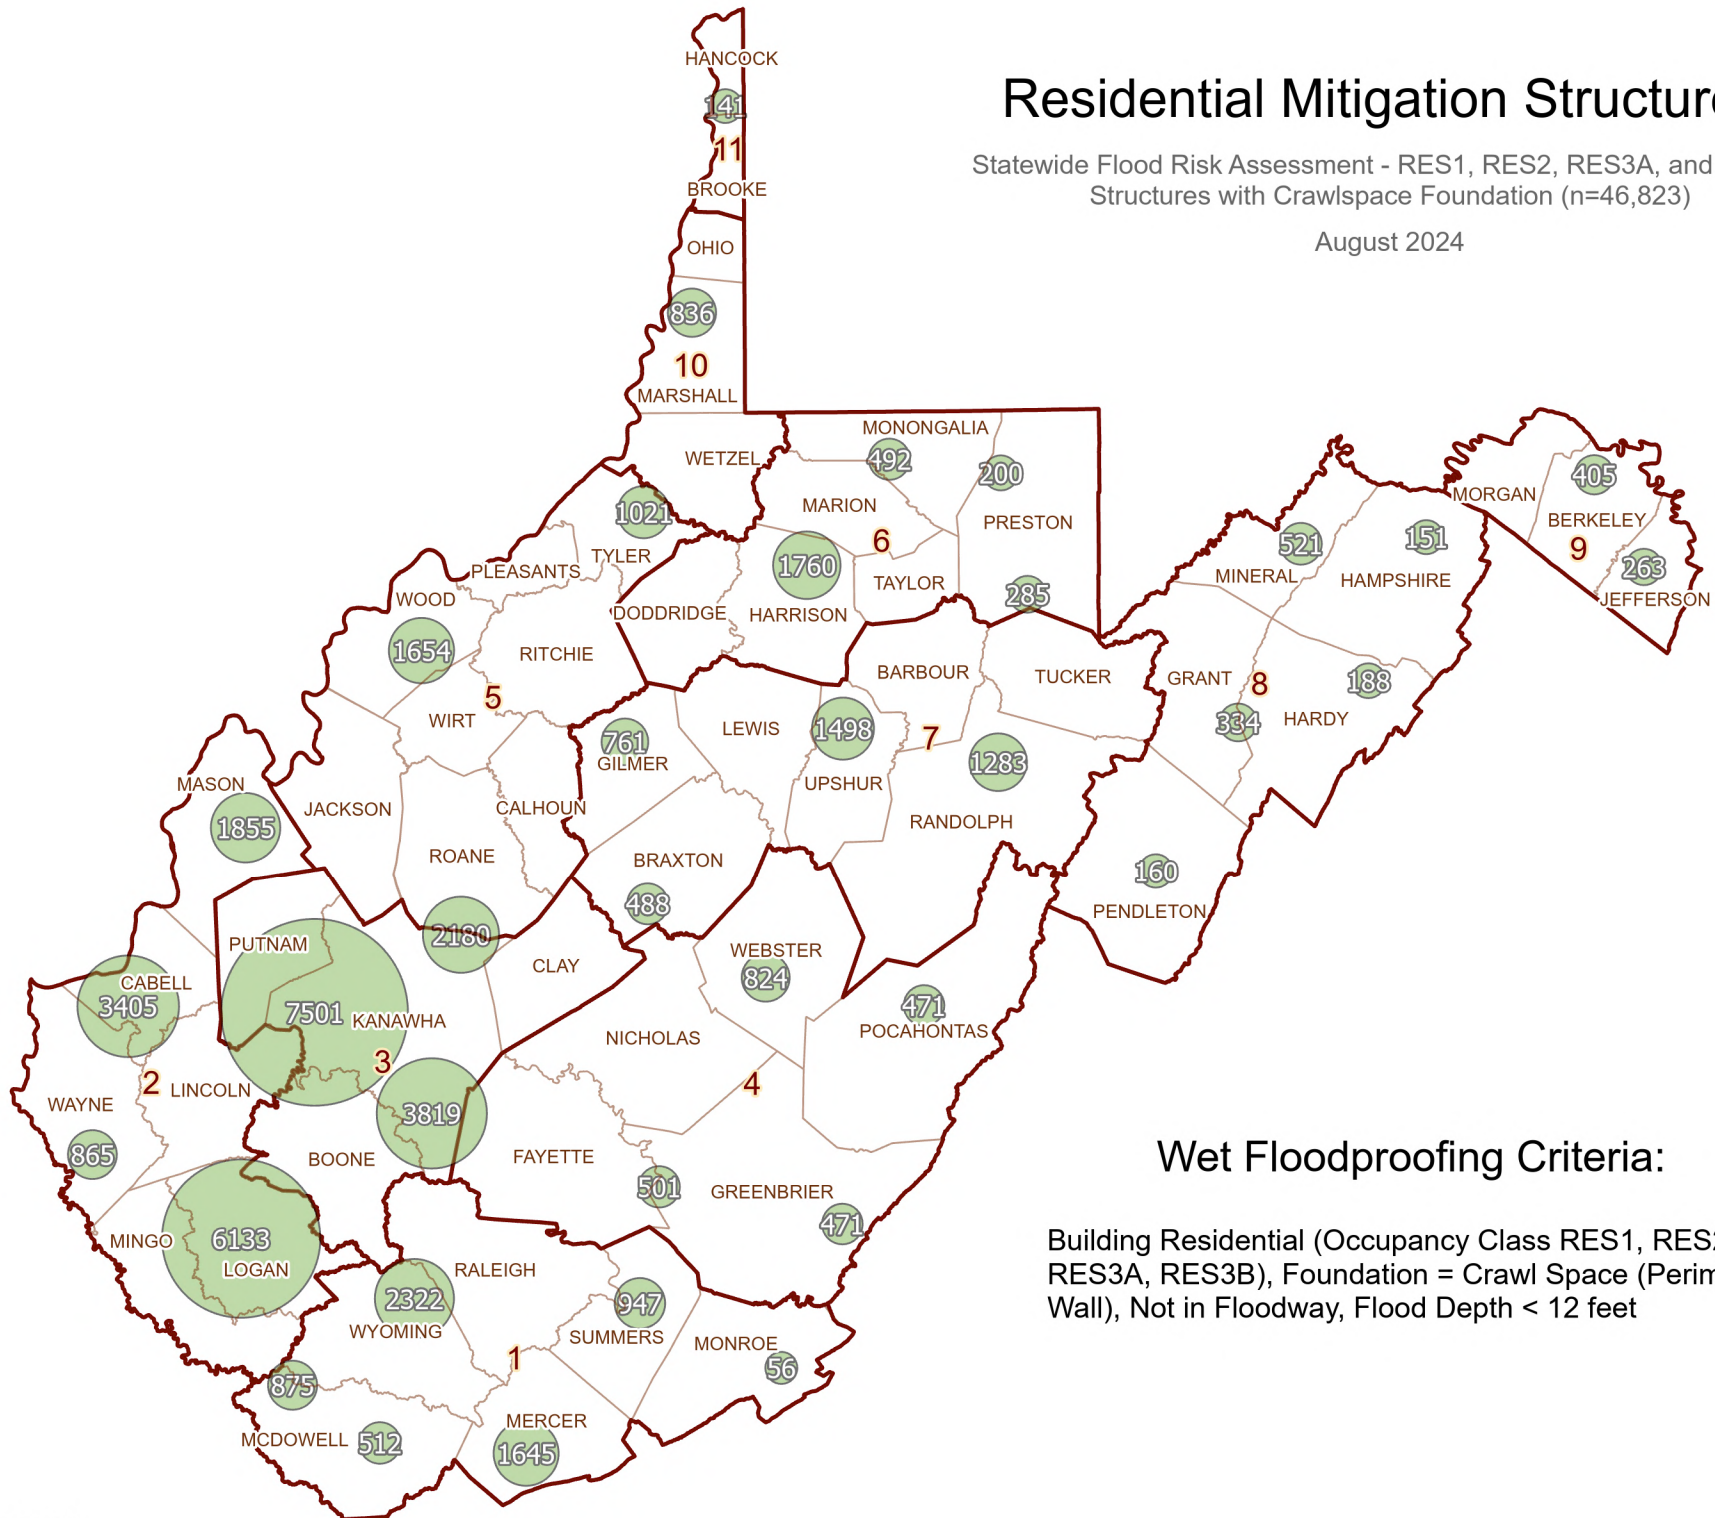 HANCOCK
141
11
BROOKE
OHIO
836
10
MARSHALL
Residential Mitigation
Statewide Flood Risk Assessment - RES1, RES2, RES3A, and
Structures with Crawlspace Foundation (n=46,823)
August 2024
WETZEL
MONONGALIA
492
200
MARION
PRESTON
6
1021
TYLER
PLEASANTS
1760
TAYLOR
285
WOOD
DODDRIDGE
HARRISON
1654
RITCHIE
5
WIRT
521
MINERAL
151
HAMPSHIRE
MORGAN
405
BERKELEY
9
263
JEFFERSON
BARBOUR
TUCKER
GRANT
8
188
334
HARDY
LEWIS
1498
7
761
GILMER
1283
UPSHUR
MASON
JACKSON
CALHOUN
RANDOLPH
1855
ROANE
BRAXTON
160
PENDLETON
488
2180
PUTNAM
WEBSTER
824
CLAY
CABELL
3405
7501
KANAWHA
471
POCAHONTAS
NICHOLAS
3
2
LINCOLN
4
WAYNE
3819
865
BOONE
FAYETTE
501
GREENBRIER
471
MINGO
6133
LOGAN
RALEIGH
2322
WYOMING
947
SUMMERS
MONROE
56
1
875
MCDOWELL
512
MERCER
1645
Wet Floodproofing Criteria:
Building Residential (Occupancy Class RES1,
RES3A, RES3B), Foundation = Crawl Space
Wall), Not in Floodway, Flood Depth < 12 feet